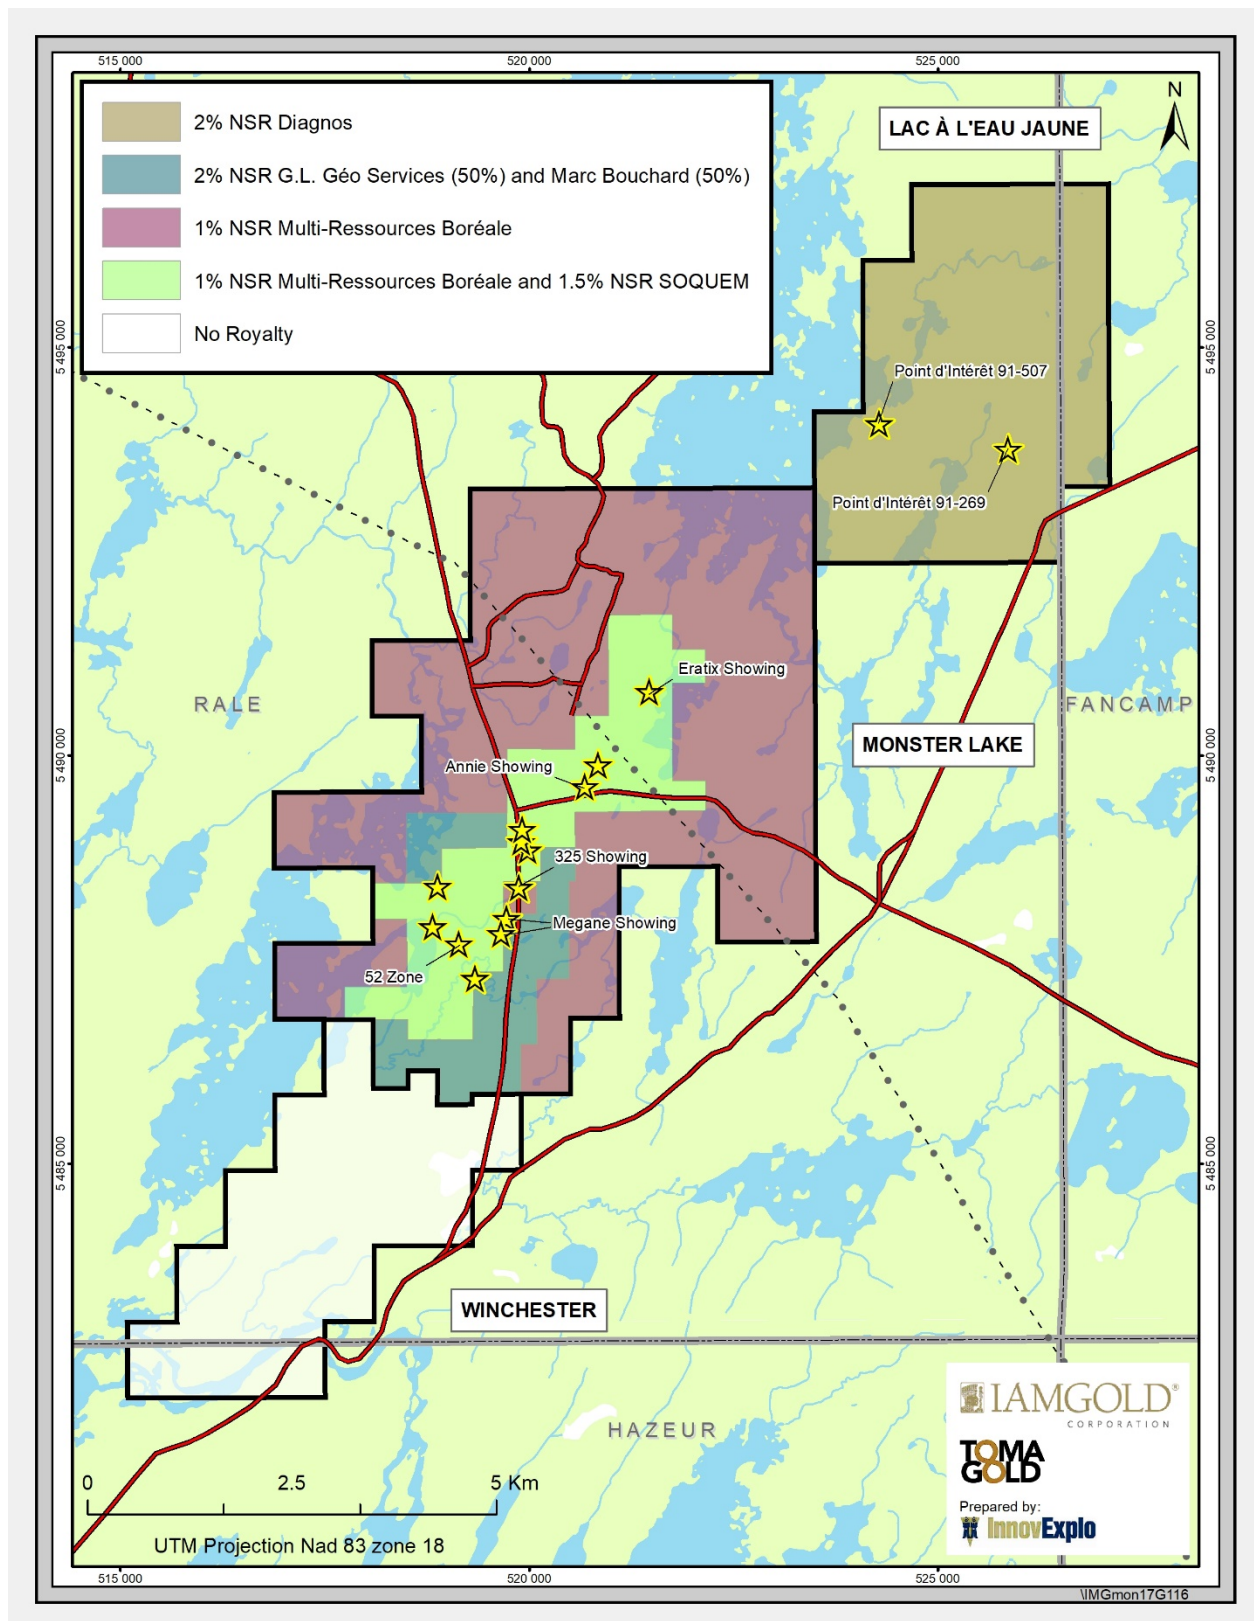 515 000
520 000
525 000
N
2% NSR Diagnos
2% NSR G.L. Géo Services (50%) and Marc Bouchard (50%)
1% NSR Multi-Ressources Boréale
1% NSR Multi-Ressources Boréale and 1.5% NSR SOQUEM
No Royalty
LAC À L'EAU JAUNE
5 495 000
5 495 000
Point d'Intérêt 91-507
Point d'Intérêt 91-269
Eratix Showing
RALE
FANCAMP
MONSTER LAKE
5 490 000
5 490 000
Annie Showing
325 Showing
Megane Showing
52 Zone
5 485 000
5 485 000
WINCHESTER
HAZEUR
IAMGOLD®
CORPORATION
TOMA
GOLD
Prepared by:
InnovExplo
0
2.5
5 Km
UTM Projection Nad 83 zone 18
515 000
520 000
525 000
\IMGmon17G116